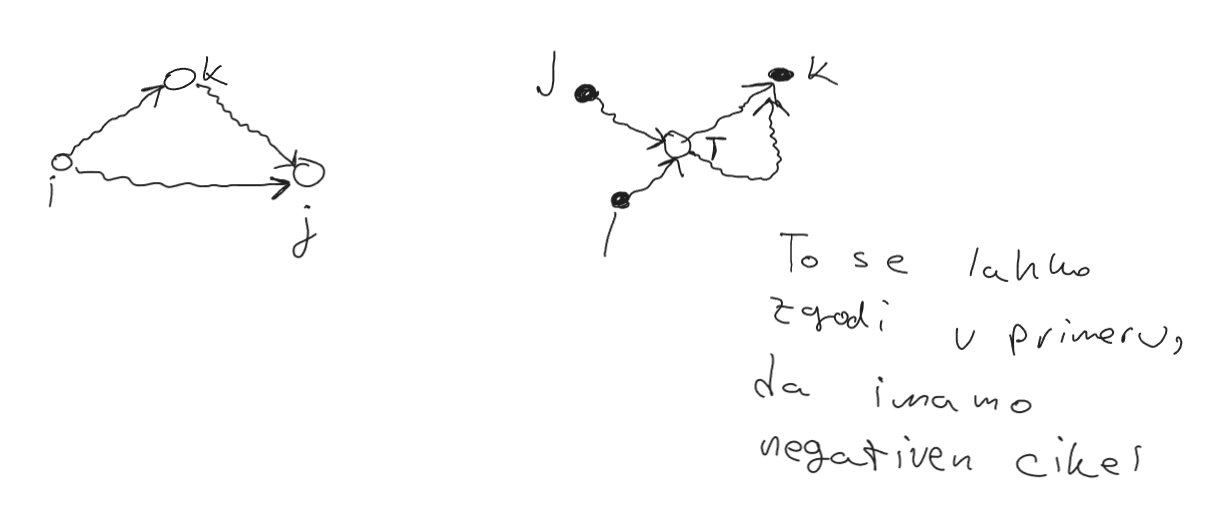 k
i
j
J
k
T
i
To se lahko
zgodi v primeru,
da imamo
negativen cikel